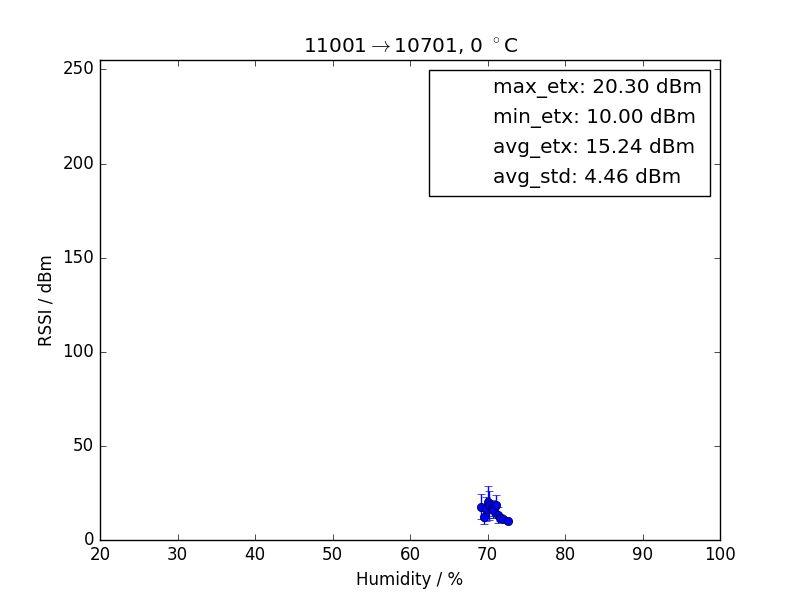 11001→10701, 0 °C
max_etx: 20.30 dBm
min_etx: 10.00 dBm
avg_etx: 15.24 dBm
avg_std: 4.46 dBm
RSSI / dBm
250
200
150
100
50
0
20 30 40 50 60 70 80 90 100
Humidity / %